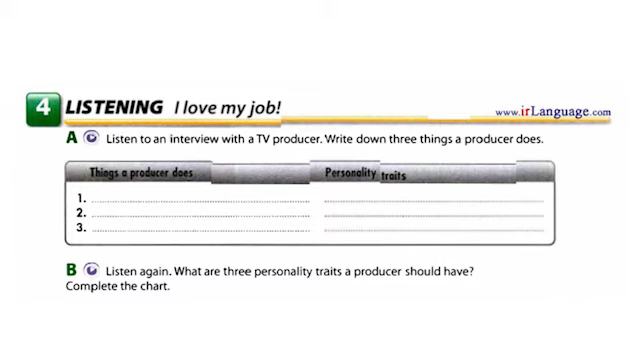 4 LISTENING I love my job!
www.irLanguage.com
A Listen to an interview with a TV producer. Write down three things a producer does.
Things a producer does Personality traits
1.
2.
3.
B Listen again. What are three personality traits a producer should have?
Complete the chart.